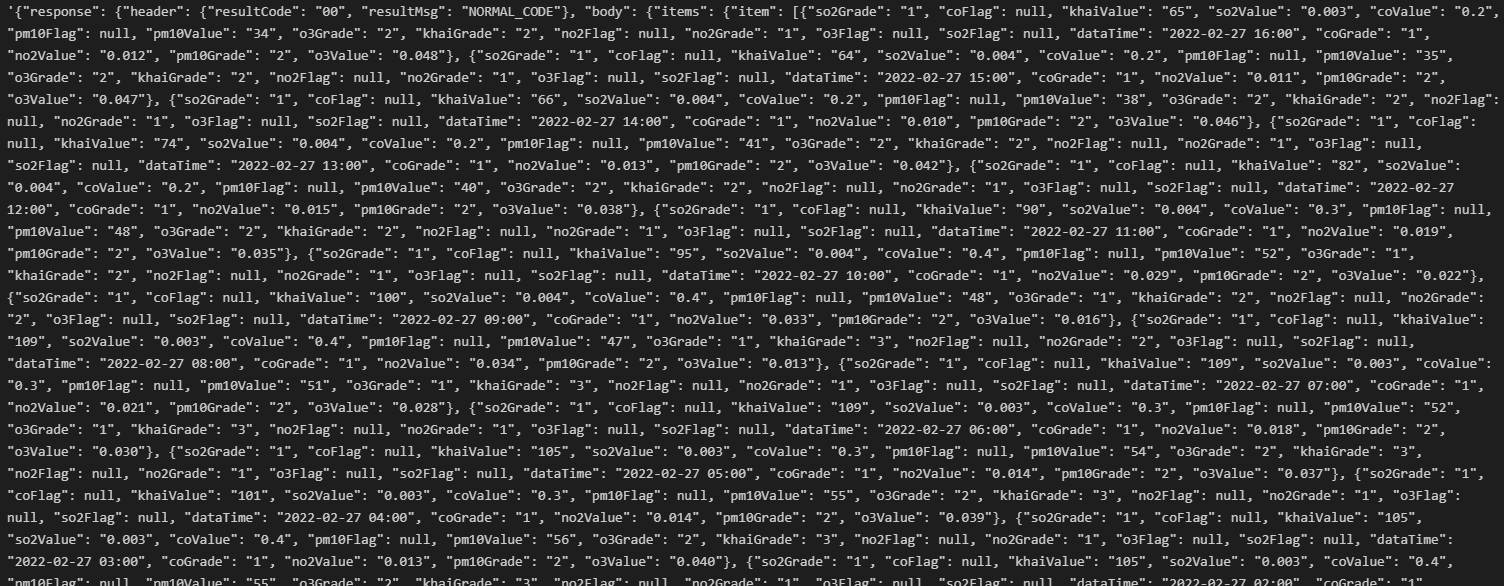 '{"response": {"header": {"resultCode": "00", "resultMsg": "NORMAL_CODE"}, "body": {"items": {"item": [{"so2Grade": "1", "coFlag": null, "khaiValue": "65", "so2Value": "0.003", "coValue": "0.2",
"pm10Flag": null, "pm10Value": "34", "o3Grade": "2", "khaiGrade": "2", "no2Flag": null, "no2Grade": "1", "o3Flag": null, "so2Flag": null, "dataTime": "2022-02-27 16:00", "coGrade": "1",
"no2Value": "0.012", "pm10Grade": "2", "o3Value": "0.048"}, {"so2Grade": "1", "coFlag": null, "khaiValue": "64", "so2Value": "0.004", "coValue": "0.2", "pm10Flag": null, "pm10Value": "35",
"o3Grade": "2", "khaiGrade": "2", "no2Flag": null, "no2Grade": "1", "o3Flag": null, "so2Flag": null, "dataTime": "2022-02-27 15:00", "coGrade": "1", "no2Value": "0.011", "pm10Grade": "2",
"o3Value": "0.047"}, {"so2Grade": "1", "coFlag": null, "khaiValue": "66", "so2Value": "0.004", "coValue": "0.2", "pm10Flag": null, "pm10Value": "38", "o3Grade": "2", "khaiGrade": "2", "no2Flag":
null, "no2Grade": "1", "o3Flag": null, "so2Flag": null, "dataTime": "2022-02-27 14:00", "coGrade": "1", "no2Value": "0.010", "pm10Grade": "2", "o3Value": "0.046"}, {"so2Grade": "1", "coFlag":
null, "khaiValue": "74", "so2Value": "0.004", "coValue": "0.2", "pm10Flag": null, "pm10Value": "41", "o3Grade": "2", "khaiGrade": "2", "no2Flag": null, "no2Grade": "1", "o3Flag": null,
"so2Flag": null, "dataTime": "2022-02-27 13:00", "coGrade": "1", "no2Value": "0.013", "pm10Grade": "2", "o3Value": "0.042"}, {"so2Grade": "1", "coFlag": null, "khaiValue": "82", "so2Value":
"0.004", "coValue": "0.2", "pm10Flag": null, "pm10Value": "40", "o3Grade": "2", "khaiGrade": "2", "no2Flag": null, "no2Grade": "1", "o3Flag": null, "so2Flag": null, "dataTime": "2022-02-27
12:00", "coGrade": "1", "no2Value": "0.015", "pm10Grade": "2", "o3Value": "0.038"}, {"so2Grade": "1", "coFlag": null, "khaiValue": "90", "so2Value": "0.004", "coValue": "0.3", "pm10Flag": null,
"pm10Value": "48", "o3Grade": "2", "khaiGrade": "2", "no2Flag": null, "no2Grade": "1", "o3Flag": null, "so2Flag": null, "dataTime": "2022-02-27 11:00", "coGrade": "1", "no2Value": "0.019",
"pm10Grade": "2", "o3Value": "0.035"}, {"so2Grade": "1", "coFlag": null, "khaiValue": "95", "so2Value": "0.004", "coValue": "0.4", "pm10Flag": null, "pm10Value": "52", "o3Grade": "1",
"khaiGrade": "2", "no2Flag": null, "no2Grade": "1", "o3Flag": null, "so2Flag": null, "dataTime": "2022-02-27 10:00", "coGrade": "1", "no2Value": "0.029", "pm10Grade": "2", "o3Value": "0.022"},
{"so2Grade": "1", "coFlag": null, "khaiValue": "100", "so2Value": "0.004", "coValue": "0.4", "pm10Flag": null, "pm10Value": "48", "o3Grade": "1", "khaiGrade": "2", "no2Flag": null, "no2Grade":
"2", "o3Flag": null, "so2Flag": null, "dataTime": "2022-02-27 09:00", "coGrade": "1", "no2Value": "0.033", "pm10Grade": "2", "o3Value": "0.016"}, {"so2Grade": "1", "coFlag": null, "khaiValue":
"109", "so2Value": "0.003", "coValue": "0.4", "pm10Flag": null, "pm10Value": "47", "o3Grade": "1", "khaiGrade": "3", "no2Flag": null, "no2Grade": "2", "o3Flag": null, "so2Flag": null,
"dataTime": "2022-02-27 08:00", "coGrade": "1", "no2Value": "0.034", "pm10Grade": "2", "o3Value": "0.013"}, {"so2Grade": "1", "coFlag": null, "khaiValue": "109", "so2Value": "0.003", "coValue":
"0.3", "pm10Flag": null, "pm10Value": "51", "o3Grade": "1", "khaiGrade": "3", "no2Flag": null, "no2Grade": "1", "o3Flag": null, "so2Flag": null, "dataTime": "2022-02-27 07:00", "coGrade": "1",
"no2Value": "0.021", "pm10Grade": "2", "o3Value": "0.028"}, {"so2Grade": "1", "coFlag": null, "khaiValue": "109", "so2Value": "0.003", "coValue": "0.3", "pm10Flag": null, "pm10Value": "52",
"o3Grade": "1", "khaiGrade": "3", "no2Flag": null, "no2Grade": "1", "o3Flag": null, "so2Flag": null, "dataTime": "2022-02-27 06:00", "coGrade": "1", "no2Value": "0.018", "pm10Grade": "2",
"o3Value": "0.030"}, {"so2Grade": "1", "coFlag": null, "khaiValue": "105", "so2Value": "0.003", "coValue": "0.3", "pm10Flag": null, "pm10Value": "54", "o3Grade": "2", "khaiGrade": "3",
"no2Flag": null, "no2Grade": "1", "o3Flag": null, "so2Flag": null, "dataTime": "2022-02-27 05:00", "coGrade": "1", "no2Value": "0.014", "pm10Grade": "2", "o3Value": "0.037"}, {"so2Grade": "1",
"coFlag": null, "khaiValue": "101", "so2Value": "0.003", "coValue": "0.3", "pm10Flag": null, "pm10Value": "55", "o3Grade": "2", "khaiGrade": "3", "no2Flag": null, "no2Grade": "1", "o3Flag":
null, "so2Flag": null, "dataTime": "2022-02-27 04:00", "coGrade": "1", "no2Value": "0.014", "pm10Grade": "2", "o3Value": "0.039"}, {"so2Grade": "1", "coFlag": null, "khaiValue": "105",
"so2Value": "0.003", "coValue": "0.4", "pm10Flag": null, "pm10Value": "56", "o3Grade": "2", "khaiGrade": "3", "no2Flag": null, "no2Grade": "1", "o3Flag": null, "so2Flag": null, "dataTime":
"2022-02-27 03:00", "coGrade": "1", "no2Value": "0.013", "pm10Grade": "2", "o3Value": "0.040"}, {"so2Grade": "1", "coFlag": null, "khaiValue": "105", "so2Value": "0.003", "coValue": "0.4",
"pm10Flag": null, "pm10Value": "55", "o3Grade": "2", "khaiGrade": "3", "no2Flag": null, "no2Grade": "1", "o3Flag": null, "so2Flag": null, "dataTime": "2022-02-27 02:00", "coGrade": "1",